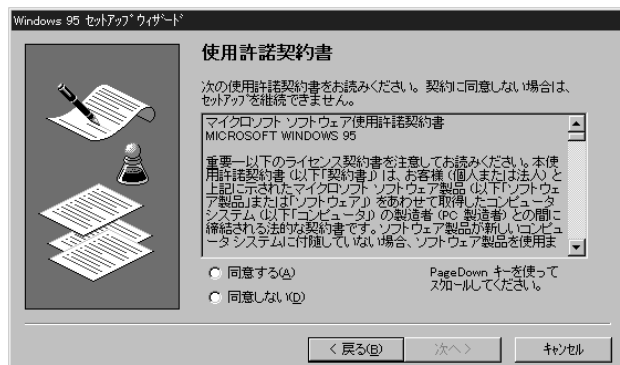 Windows 95 ｾｯﾄｱｯﾌﾟ ｳｨｻﾞｰﾄﾞ
使用許諾契約書
次の使用許諾契約書をお読みください。契約に同意しない場合は、
ｾｯﾄｱｯﾌﾟを継続できません。
マイクロソフト ソフトウェア使用許諾契約書
MICROSOFT WINDOWS 95
重要―以下のライセンス契約書を注意してお読みください。本使
用許諾契約書 (以下｢契約書｣) は、お客様 (個人または法人) と
上記に示されたマイクロソフト ソフトウェア製品 (以下｢ソフトウェ
ア製品｣または｢ソフトウェア｣) をあわせて取得したコンピュータ
システム (以下｢コンピュータ｣) の製造者 (PC 製造者) との間に
締結される法的な契約書です。ソフトウェア製品が新しいコンピュ
ータ システムに付随していない場合、ソフトウェア製品を使用ま
同意する(A)
PageDown キーを使って
ｽｸﾛｰﾙしてください。
同意しない(D)
< 戻る(B)
次へ >
ｷｬﾝｾﾙ